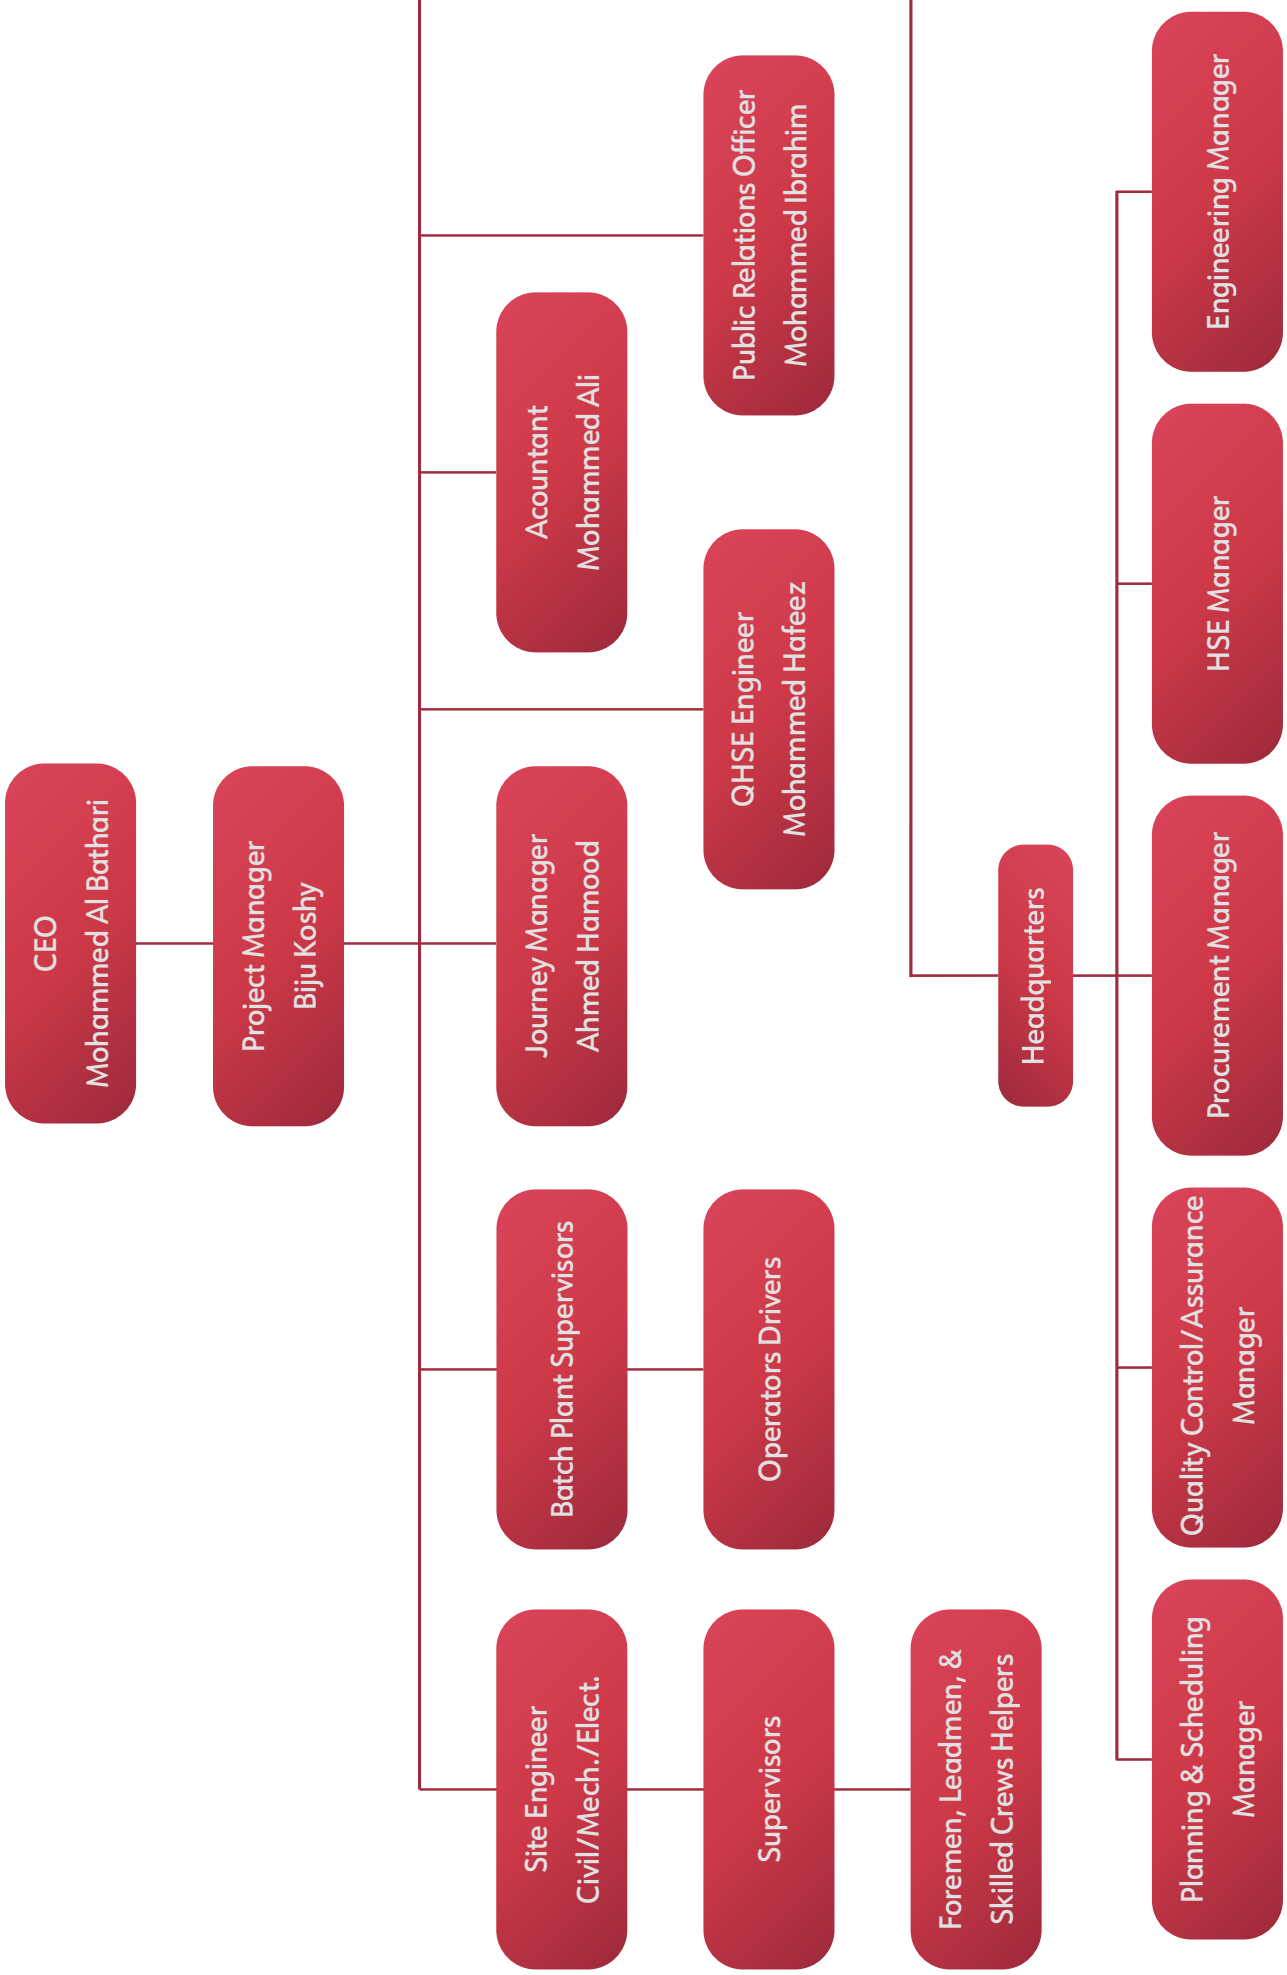 CEO
Mohammed Al Bathari
Project Manager
Biju Koshy
Site Engineer
Civil/Mech./Elect.
Batch Plant Supervisors
Journey Manager
Ahmed Hamood
Acountant
Mohammed Ali
Supervisors
Operators Drivers
QHSE Engineer
Mohammed Hafeez
Public Relations Officer
Mohammed Ibrahim
Foremen, Leadmen, &
Skilled Crews Helpers
Headquarters
Planning & Scheduling
Manager
Quality Control/Assurance
Manager
Procurement Manager
HSE Manager
Engineering Manager